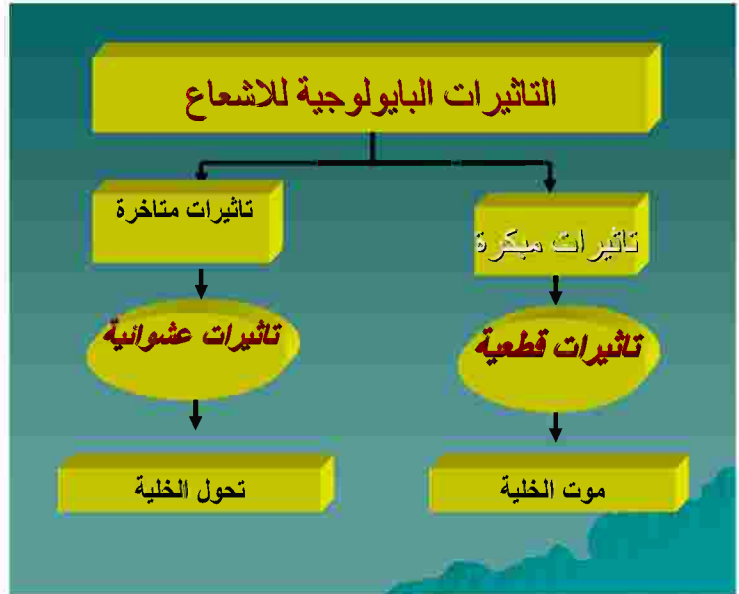 التاثيرات البايولوجية للاشعاع
تاثيرات مبكرة
تاثيرات متاخرة
تاثيرات قطعية
تاثيرات عشوائية
موت الخلية
تحول الخلية